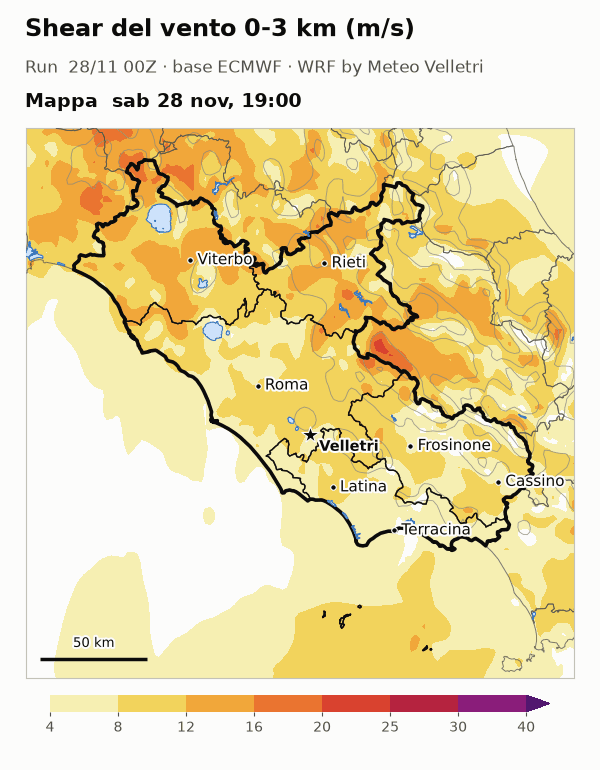 Shear del vento 0-3 km (m/s)
Run  28/11 00Z · base ECMWF · WRF by Meteo Velletri
Mappa  sab 28 nov, 19:00
Viterbo
Rieti
Roma
Velletri
Frosinone
Cassino
Latina
Terracina
50 km
4 8 12 16 20 25 30 40